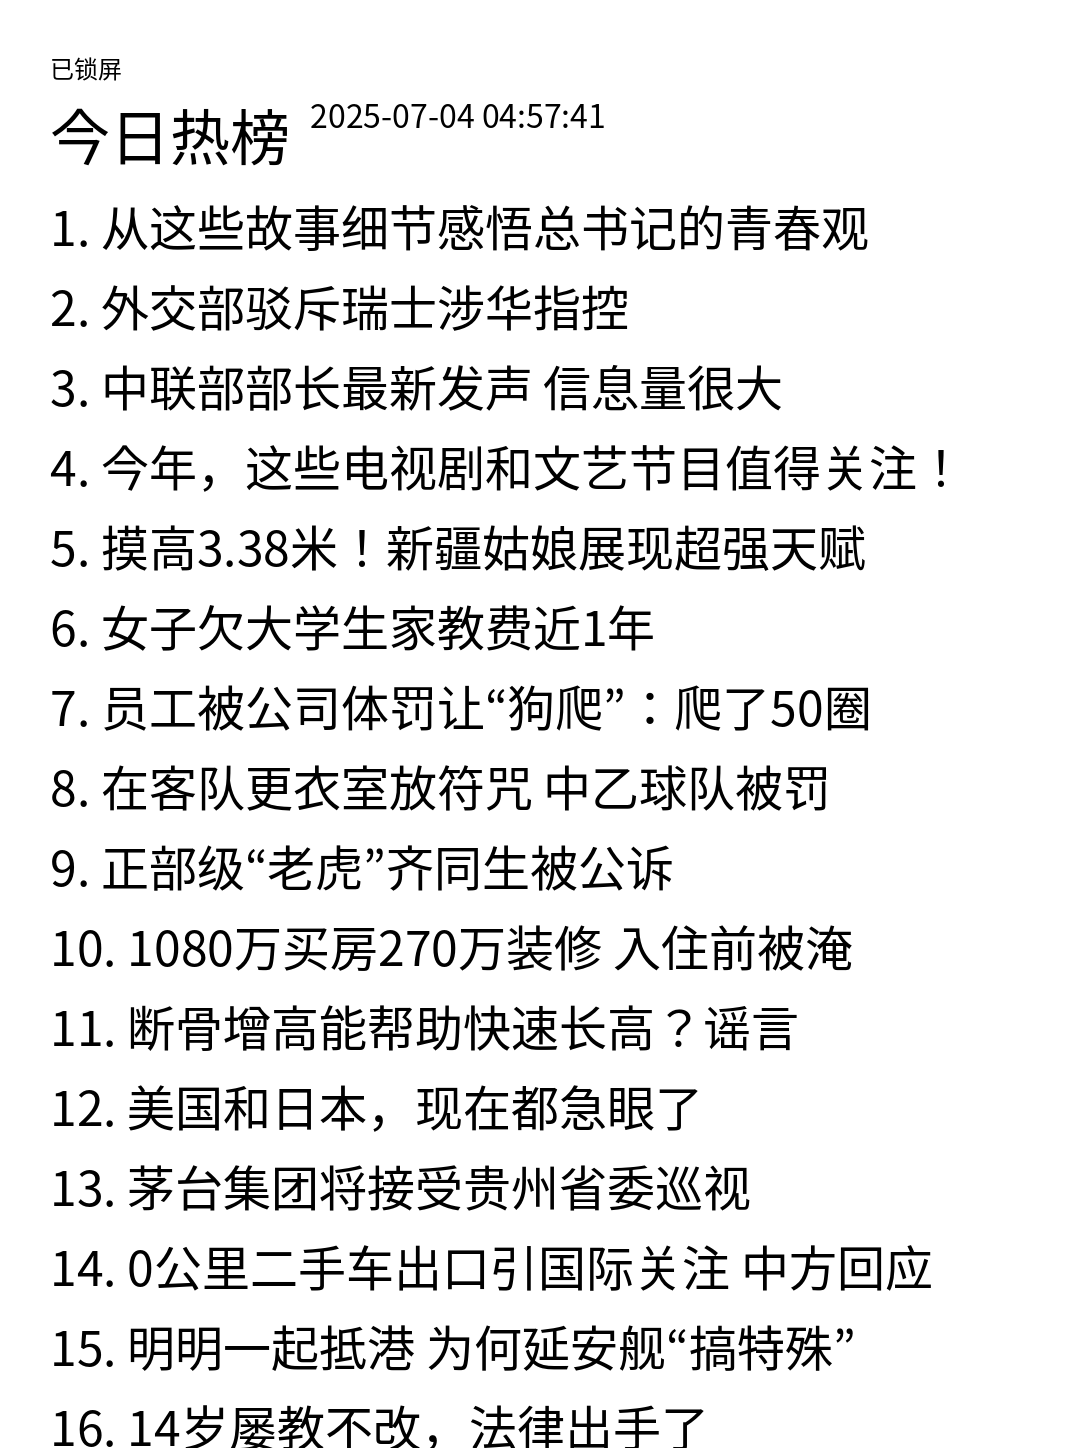 已锁屏
今日热榜 2025-07-04 04:57:41
1. 从这些故事细节感悟总书记的青春观
2. 外交部驳斥瑞士涉华指控
3. 中联部部长最新发声 信息量很大
4. 今年，这些电视剧和文艺节目值得关注！
5. 摸高3.38米！新疆姑娘展现超强天赋
6. 女子欠大学生家教费近1年
7. 员工被公司体罚让“狗爬”：爬了50圈
8. 在客队更衣室放符咒 中乙球队被罚
9. 正部级“老虎”齐同生被公诉
10. 1080万买房270万装修 入住前被淹
11. 断骨增高能帮助快速长高？谣言
12. 美国和日本，现在都急眼了
13. 茅台集团将接受贵州省委巡视
14. 0公里二手车出口引国际关注 中方回应
15. 明明一起抵港 为何延安舰“搞特殊”
16. 14岁屡教不改，法律出手了